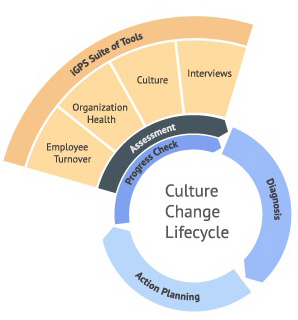 iGPS Suite of Tools
Interviews
Culture
Organization
Health
Employee
Turnover
Assessment
Progress Check
Culture
Change
Lifecycle
Diagnosis
Action Planning